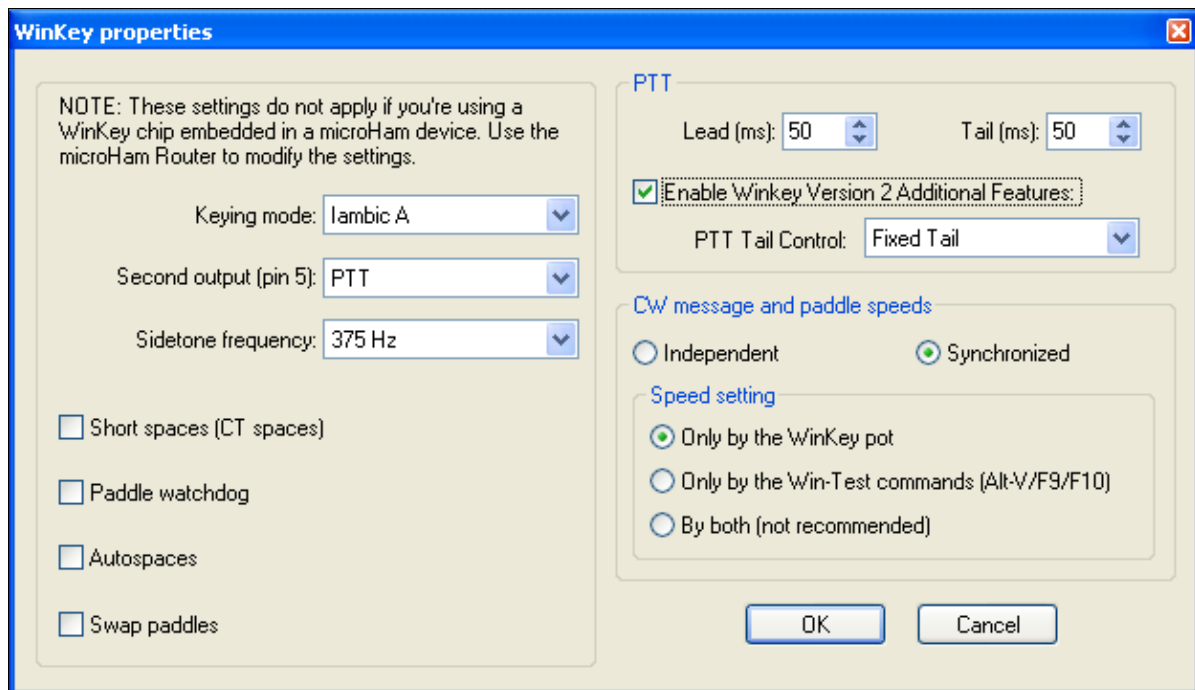 WinKey properties
NOTE: These settings do not apply if you're using a
WinKey chip embedded in a microHam device. Use the
microHam Router to modify the settings.
Keying mode: Iambic A
Second output (pin 5): PTT
Sidetone frequency: 375 Hz
Short spaces (CT spaces)
Paddle watchdog
Autospaces
Swap paddles
PTT
Lead (ms): 50 Tail (ms): 50
Enable Winkey Version 2 Additional Features:
PTT Tail Control: Fixed Tail
CW message and paddle speeds
Independent Synchronized
Speed setting
Only by the WinKey pot
Only by the Win-Test commands (Alt-V/F9/F10)
By both (not recommended)
OK Cancel